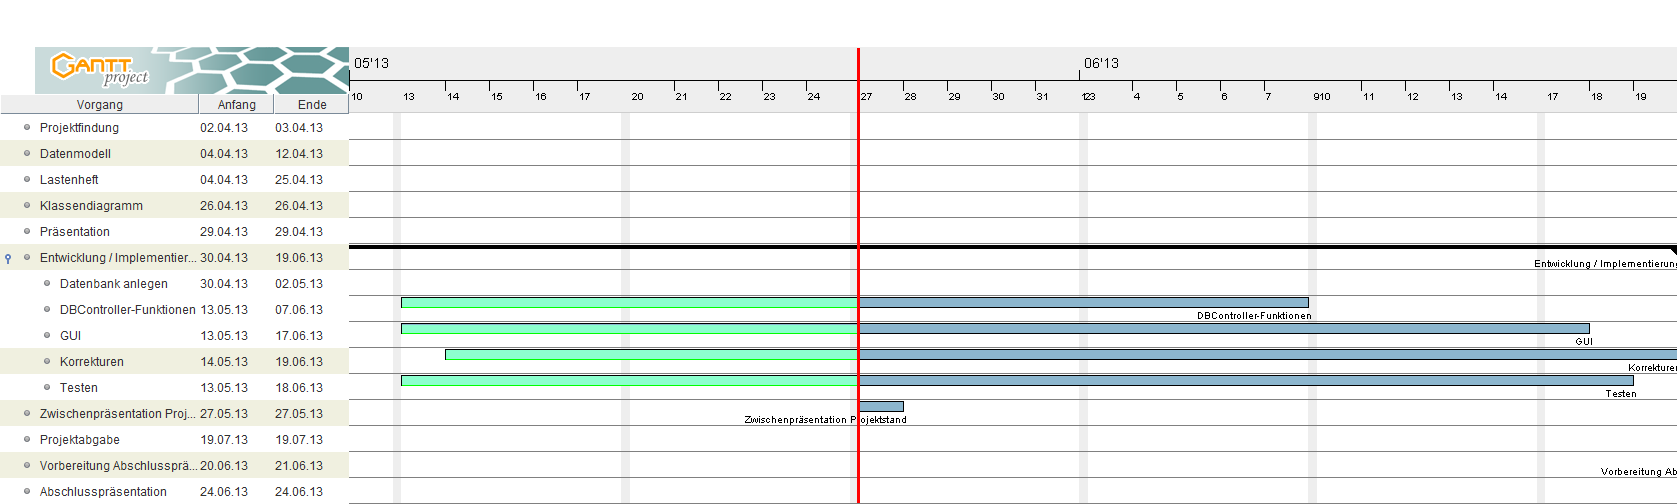 GANTT
project
05'13
06'13
Vorgang Anfang Ende
10 13 14 15 16 17 20 21 22 23 24 27 28 29 30 31 1 2 3 4 5 6 7 9 10 11 12 13 14 17 18 19
Projektfindung 02.04.13 03.04.13
Datenmodell 04.04.13 12.04.13
Lastenheft 04.04.13 25.04.13
Klassendiagramm 26.04.13 26.04.13
Präsentation 29.04.13 29.04.13
Entwicklung / Implementier... 30.04.13 19.06.13
Entwicklung / Implementierung
Datenbank anlegen 30.04.13 02.05.13
DBController-Funktionen 13.05.13 07.06.13
DBController-Funktionen
GUI 13.05.13 17.06.13
GUI
Korrekturen 14.05.13 19.06.13
Korrekturen
Testen 13.05.13 18.06.13
Testen
Zwischenpräsentation Proj... 27.05.13 27.05.13
Zwischenpräsentation Projektstand
Projektabgabe 19.07.13 19.07.13
Vorbereitung Abschlussprä... 20.06.13 21.06.13
Vorbereitung Ab
Abschlusspräsentation 24.06.13 24.06.13